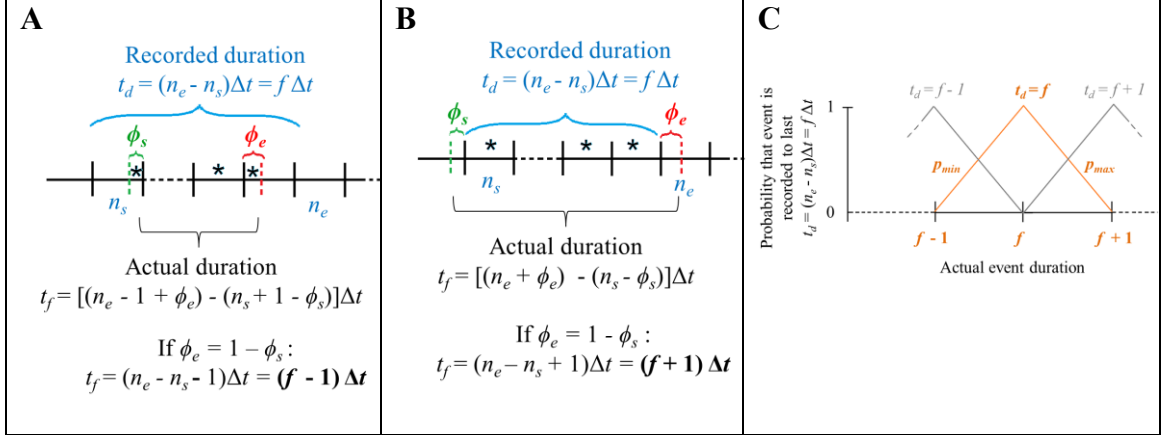 A
Recorded duration
t_d = (n_e - n_s)Δt = f Δt
ϕ_s
ϕ_e
* * *
n_s
n_e
Actual duration
t_f = [(n_e - 1 + ϕ_e) - (n_s + 1 - ϕ_s)]Δt
If ϕ_e = 1 – ϕ_s :
t_f = (n_e - n_s - 1)Δt = (f - 1) Δt
B
Recorded duration
t_d = (n_e - n_s)Δt = f Δt
ϕ_s
ϕ_e
* * *
n_s
n_e
Actual duration
t_f = [(n_e + ϕ_e) - (n_s - ϕ_s)]Δt
If ϕ_e = 1 - ϕ_s :
t_f = (n_e – n_s + 1)Δt = (f + 1) Δt
C
Probability that event is
recorded to last
t_d = (n_e - n_s)Δt = f Δt
t_d = f - 1
t_d = f
t_d = f + 1
1
p_min
p_max
0
f - 1
f
f + 1
Actual event duration